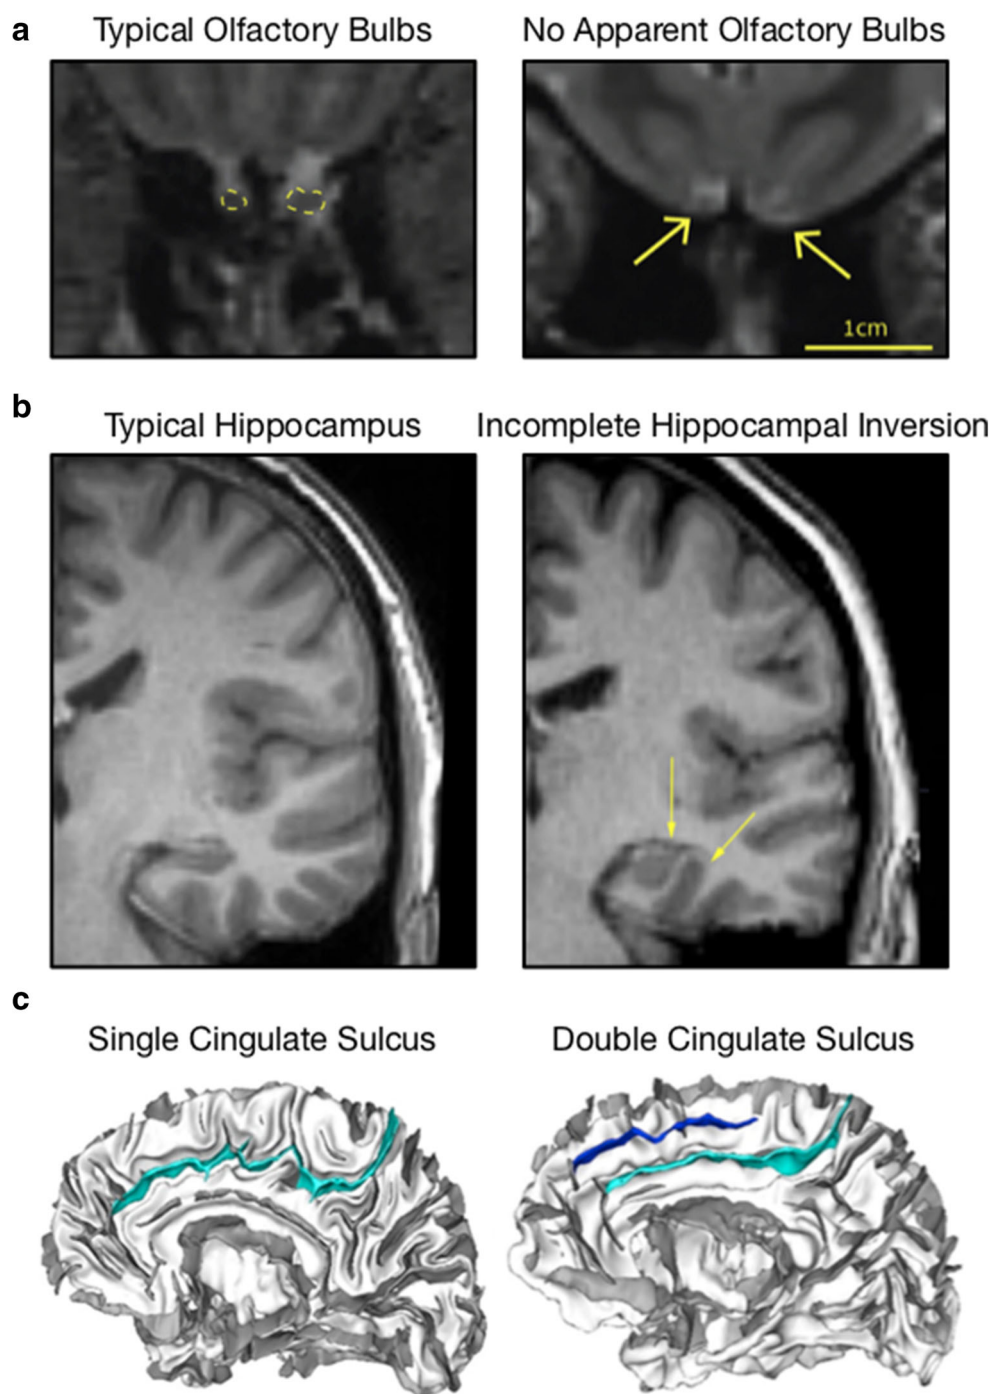 a
Typical Olfactory Bulbs
No Apparent Olfactory Bulbs
1cm
b
Typical Hippocampus
Incomplete Hippocampal Inversion
c
Single Cingulate Sulcus
Double Cingulate Sulcus